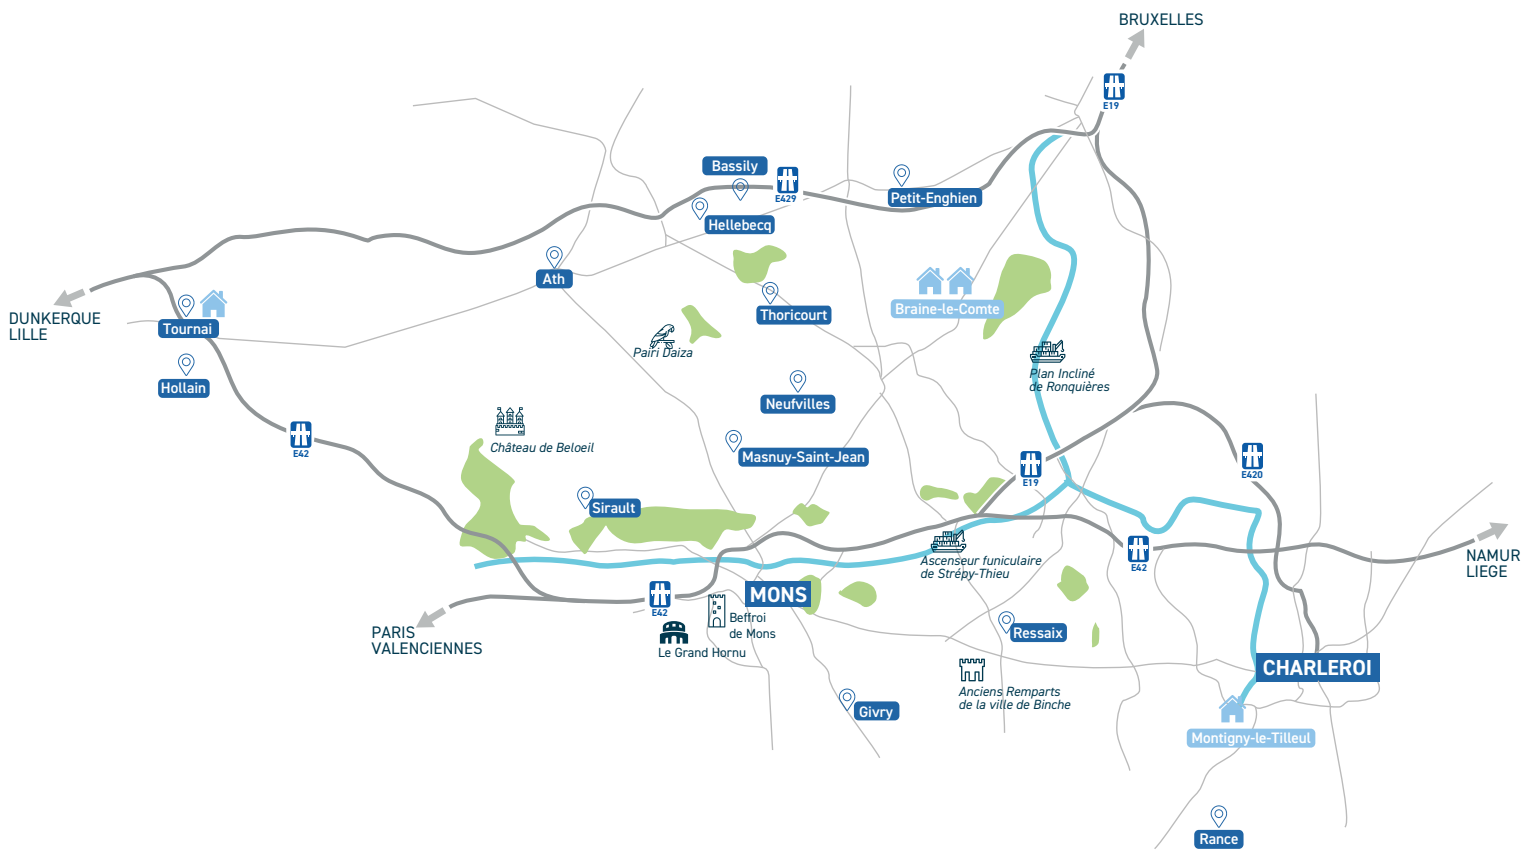 BRUXELLES
E19
Bassily
E429
Petit-Enghien
Hellebecq
Ath
DUNKERQUE
LILLE
Tournai
Braine-le-Comte
Thoricourt
Pairi Daiza
Hollain
Plan Incliné
de Ronquières
Neufvilles
Château de Beloeil
E42
Masnuy-Saint-Jean
E19
E420
Sirault
Ascenseur funiculaire
de Strépy-Thieu
E42
NAMUR
LIEGE
MONS
E42
Beffroi
de Mons
PARIS
VALENCIENNES
Le Grand Hornu
Ressaix
CHARLEROI
Anciens Remparts
de la ville de Binche
Givry
Montigny-le-Tilleul
Rance